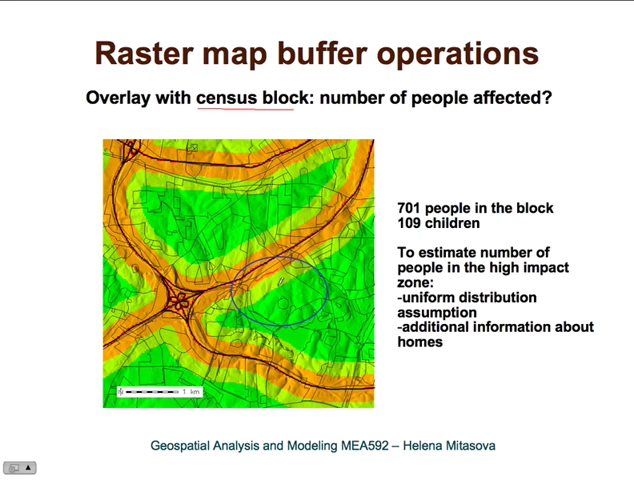 Raster map buffer operations
Overlay with census block: number of people affected?
701 people in the block
109 children
To estimate number of
people in the high impact
zone:
-uniform distribution
assumption
-additional information about
homes
1 km
Geospatial Analysis and Modeling MEA592 – Helena Mitasova